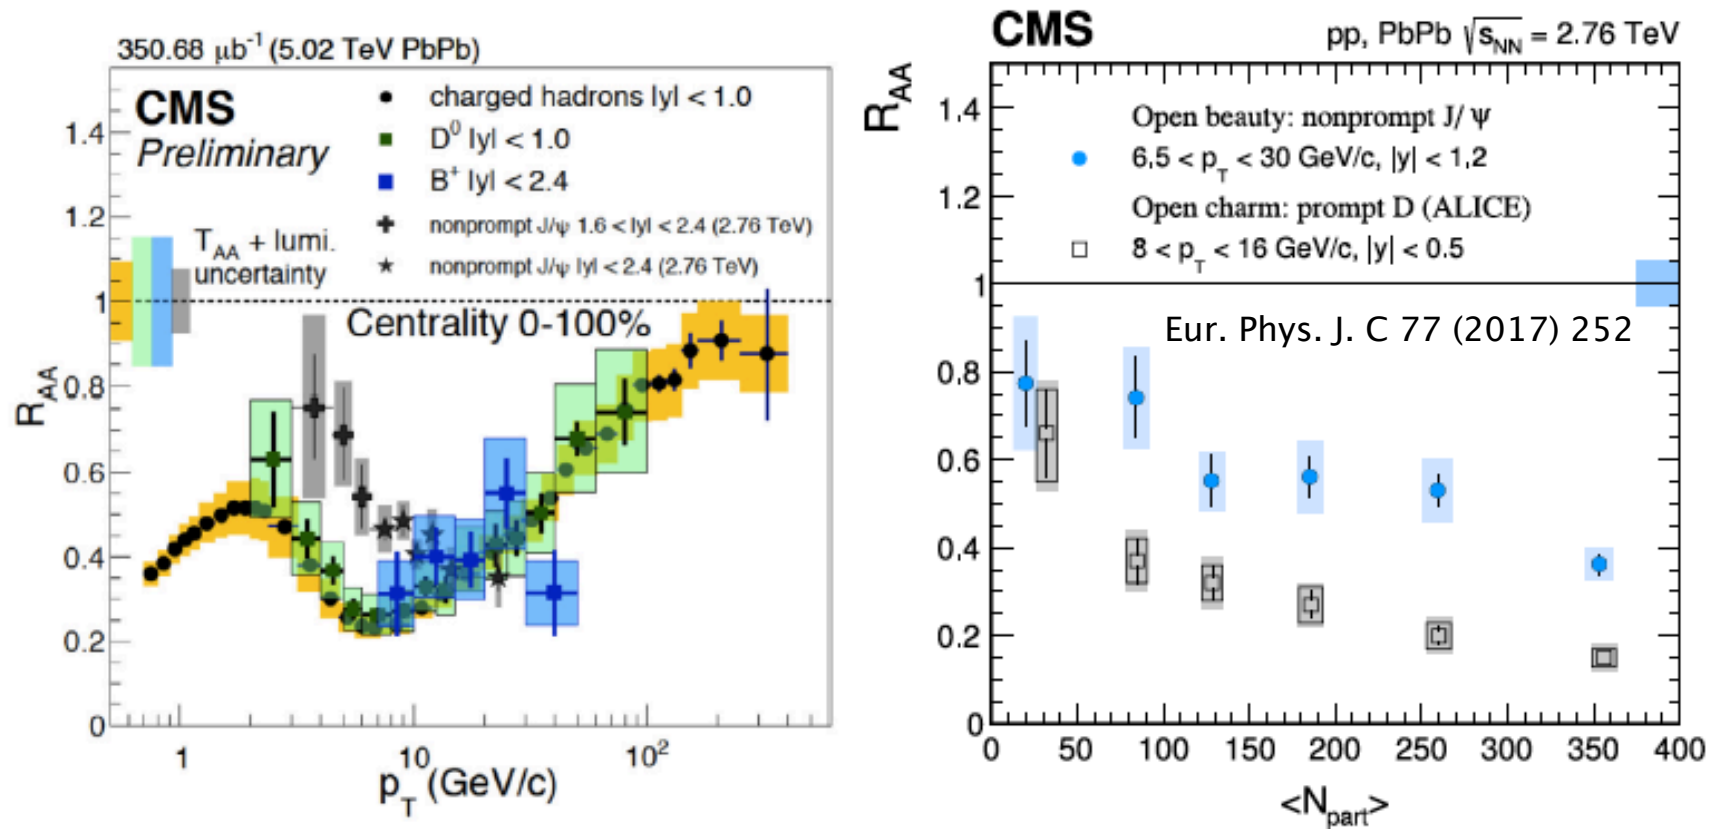 350.68 μb⁻¹ (5.02 TeV PbPb)
CMS
Preliminary
charged hadrons |y| < 1.0
D⁰ |y| < 1.0
B⁺ |y| < 2.4
nonprompt J/ψ 1.6 < |y| < 2.4 (2.76 TeV)
nonprompt J/ψ |y| < 2.4 (2.76 TeV)
T_AA + lumi.
uncertainty
Centrality 0-100%
R_AA
1.4
1.2
1
0.8
0.6
0.4
0.2
0
1
10
10²
p_T (GeV/c)
CMS
pp, PbPb √s_NN = 2.76 TeV
Open beauty: nonprompt J/ψ
6.5 < p_T < 30 GeV/c, |y| < 1.2
Open charm: prompt D (ALICE)
8 < p_T < 16 GeV/c, |y| < 0.5
Eur. Phys. J. C 77 (2017) 252
R_AA
1.4
1.2
1
0.8
0.6
0.4
0.2
0
0 50 100 150 200 250 300 350 400
<N_part>